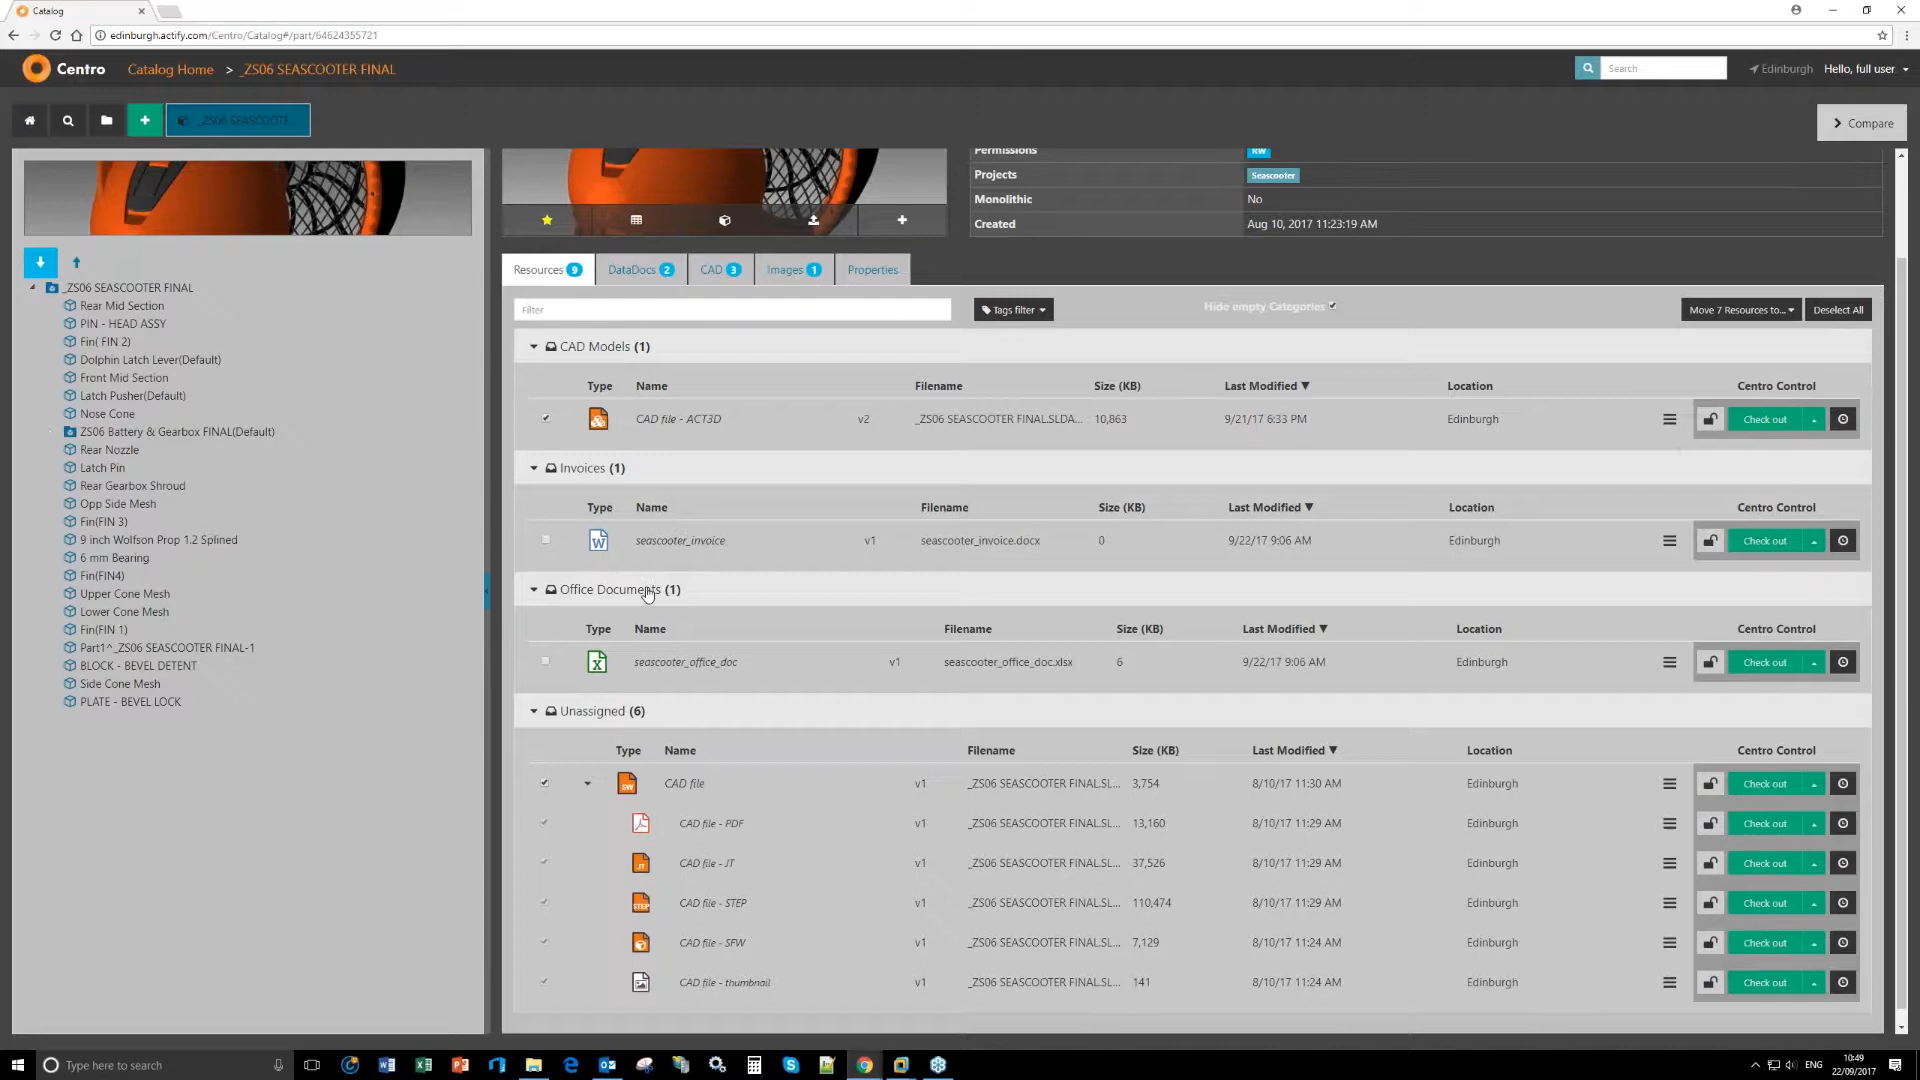 Catalog
edinburgh.actify.com/Centro/Catalog#/part/64624355721
Centro Catalog Home > _ZS06 SEASCOOTER FINAL
Search... Edinburgh Hello, full user
_ZS06 SEASCOOTE...
Compare
Permissions RW
Projects Seascooter
Monolithic No
Created Aug 10, 2017 11:23:19 AM
_ZS06 SEASCOOTER FINAL
Rear Mid Section
PIN - HEAD ASSY
Fin( FIN 2)
Dolphin Latch Lever(Default)
Front Mid Section
Latch Pusher(Default)
Nose Cone
ZS06 Battery & Gearbox FINAL(Default)
Rear Nozzle
Latch Pin
Rear Gearbox Shroud
Opp Side Mesh
Fin(FIN 3)
9 inch Wolfson Prop 1.2 Splined
6 mm Bearing
Fin(FIN4)
Upper Cone Mesh
Lower Cone Mesh
Fin(FIN 1)
Part1^_ZS06 SEASCOOTER FINAL-1
BLOCK - BEVEL DETENT
Side Cone Mesh
PLATE - BEVEL LOCK
Resources 9 DataDocs 2 CAD 3 Images 1 Properties
Filter Tags filter Hide empty Categories Move 7 Resources to... Deselect All
CAD Models (1)
Type Name Filename Size (KB) Last Modified ▼ Location Centro Control
CAD file - ACT3D v2 _ZS06 SEASCOOTER FINAL.SLDA... 10,863 9/21/17 6:33 PM Edinburgh Check out
Invoices (1)
Type Name Filename Size (KB) Last Modified ▼ Location Centro Control
seascooter_invoice v1 seascooter_invoice.docx 0 9/22/17 9:06 AM Edinburgh Check out
Office Documents (1)
Type Name Filename Size (KB) Last Modified ▼ Location Centro Control
seascooter_office_doc v1 seascooter_office_doc.xlsx 6 9/22/17 9:06 AM Edinburgh Check out
Unassigned (6)
Type Name Filename Size (KB) Last Modified ▼ Location Centro Control
SW CAD file v1 _ZS06 SEASCOOTER FINAL.SL... 3,754 8/10/17 11:30 AM Edinburgh Check out
CAD file - PDF v1 _ZS06 SEASCOOTER FINAL.SL... 13,160 8/10/17 11:29 AM Edinburgh Check out
JT CAD file - JT v1 _ZS06 SEASCOOTER FINAL.SL... 37,526 8/10/17 11:29 AM Edinburgh Check out
STEP CAD file - STEP v1 _ZS06 SEASCOOTER FINAL.SL... 110,474 8/10/17 11:29 AM Edinburgh Check out
CAD file - SFW v1 _ZS06 SEASCOOTER FINAL.SL... 7,129 8/10/17 11:24 AM Edinburgh Check out
CAD file - thumbnail v1 _ZS06 SEASCOOTER FINAL.SL... 141 8/10/17 11:24 AM Edinburgh Check out
Type here to search
ENG
10:49
22/09/2017